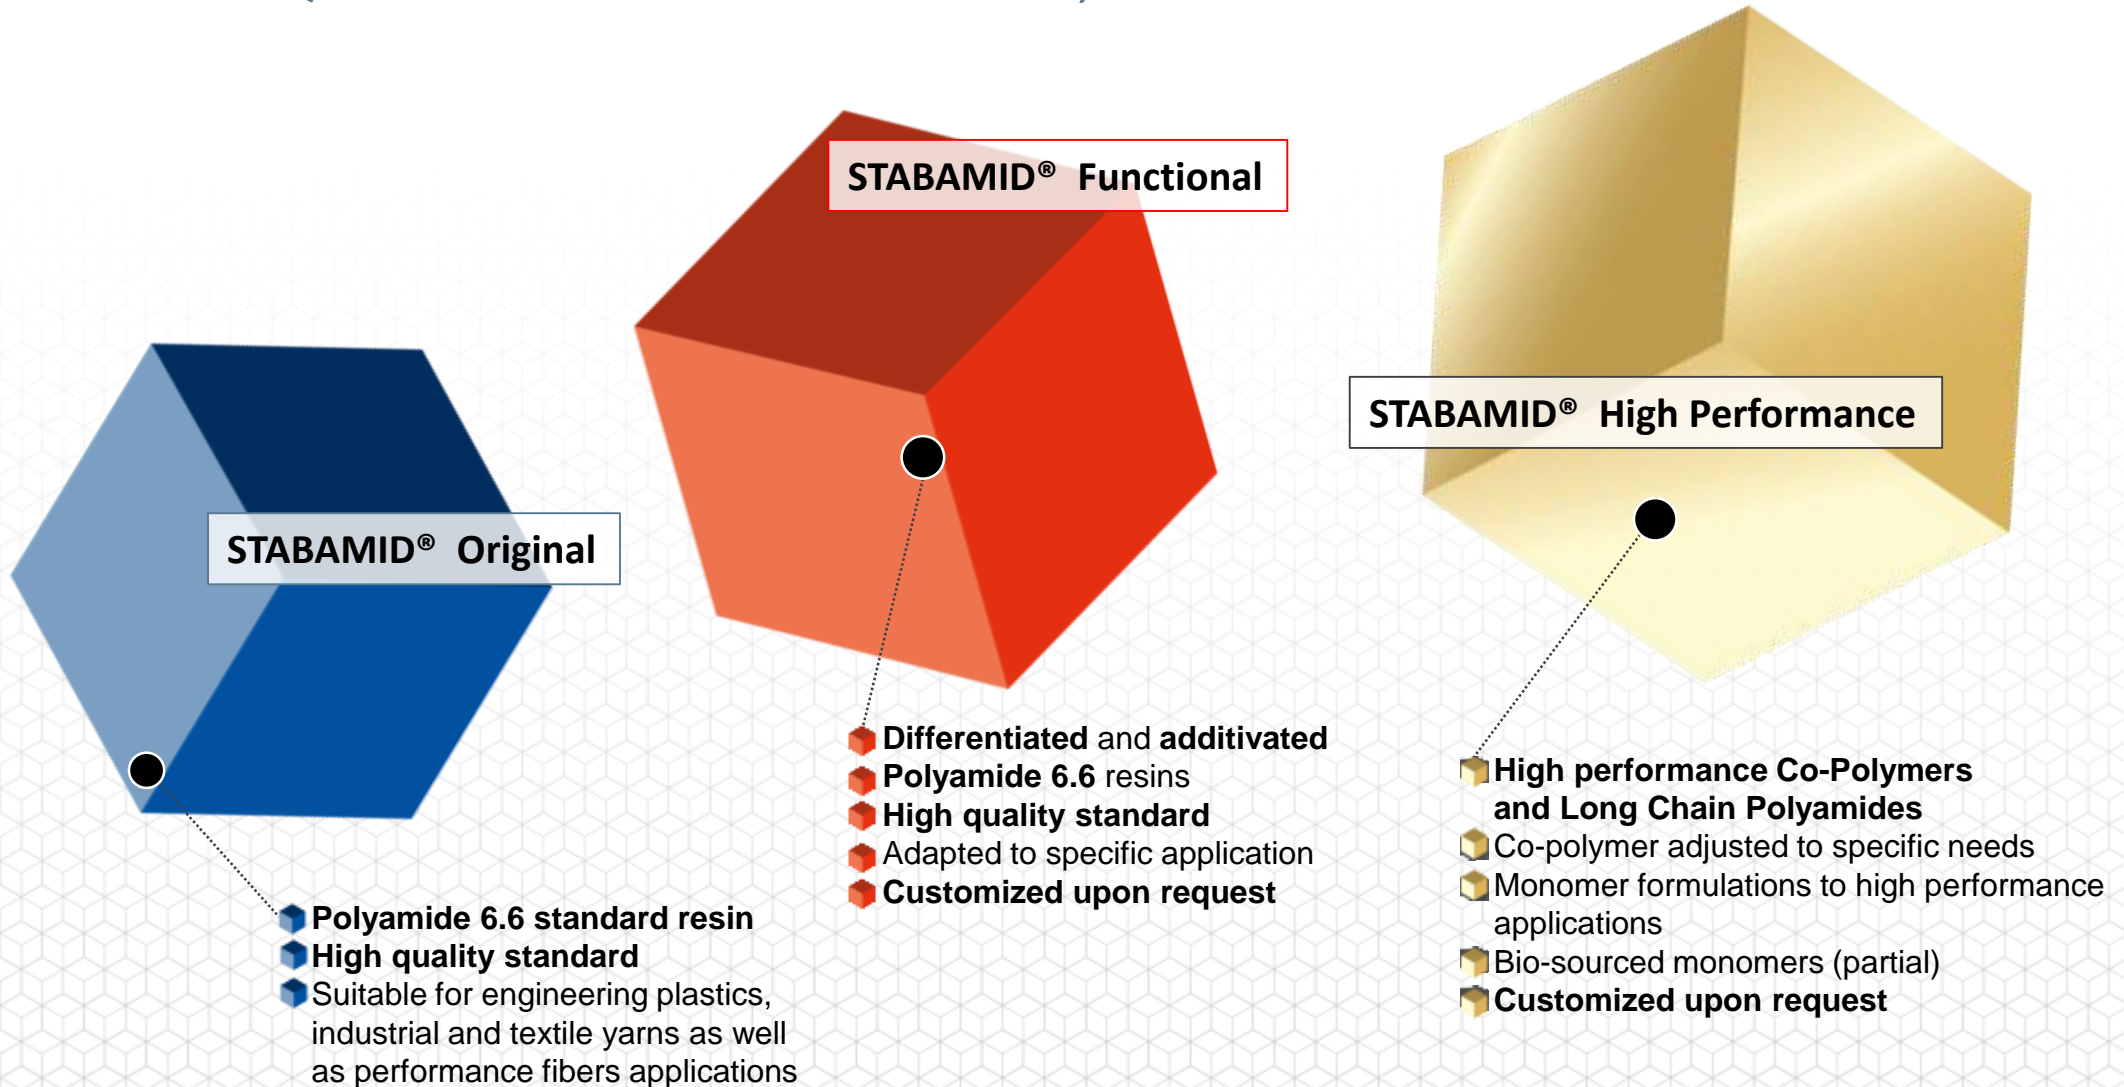 STABAMID® Original
Polyamide 6.6 standard resin
High quality standard
Suitable for engineering plastics,
industrial and textile yarns as well
as performance fibers applications
STABAMID® Functional
Differentiated and additivated
Polyamide 6.6 resins
High quality standard
Adapted to specific application
Customized upon request
STABAMID® High Performance
High performance Co-Polymers
and Long Chain Polyamides
Co-polymer adjusted to specific needs
Monomer formulations to high performance
applications
Bio-sourced monomers (partial)
Customized upon request